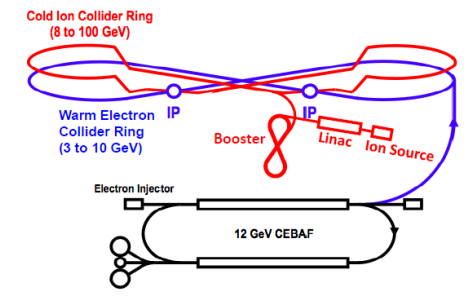 Cold Ion Collider Ring
(8 to 100 GeV)
IP
IP
Warm Electron
Collider Ring
(3 to 10 GeV)
Booster
Linac
Ion Source
Electron Injector
12 GeV CEBAF